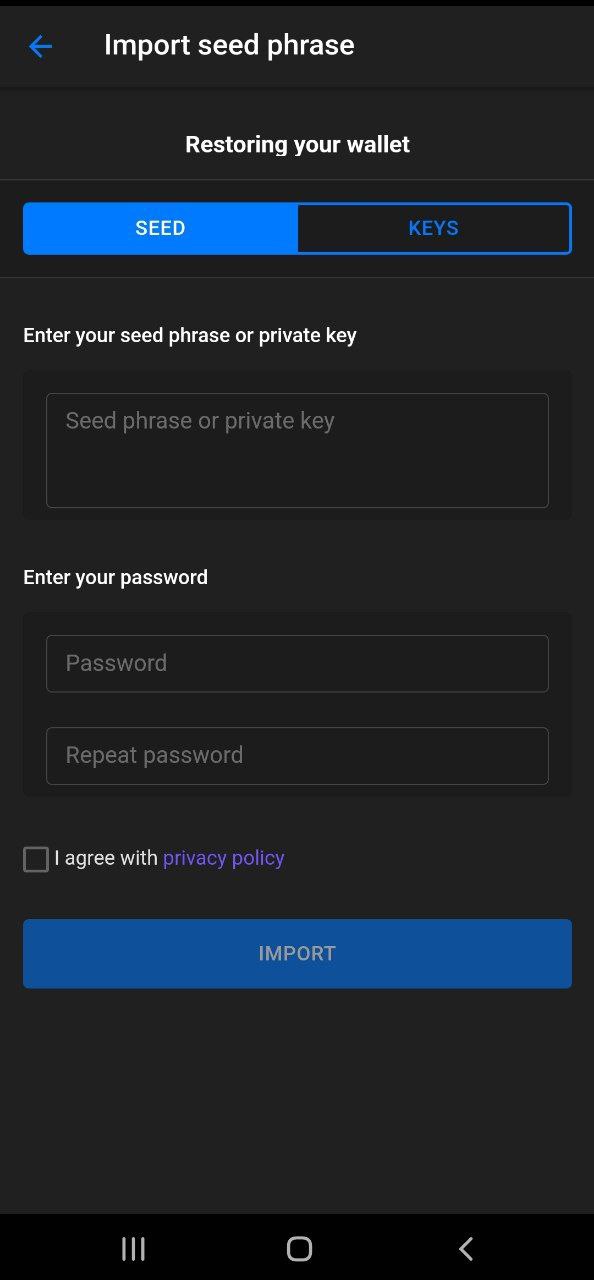 Import seed phrase
Restoring your wallet
SEED
KEYS
Enter your seed phrase or private key
Seed phrase or private key
Enter your password
Password
Repeat password
I agree with privacy policy
IMPORT